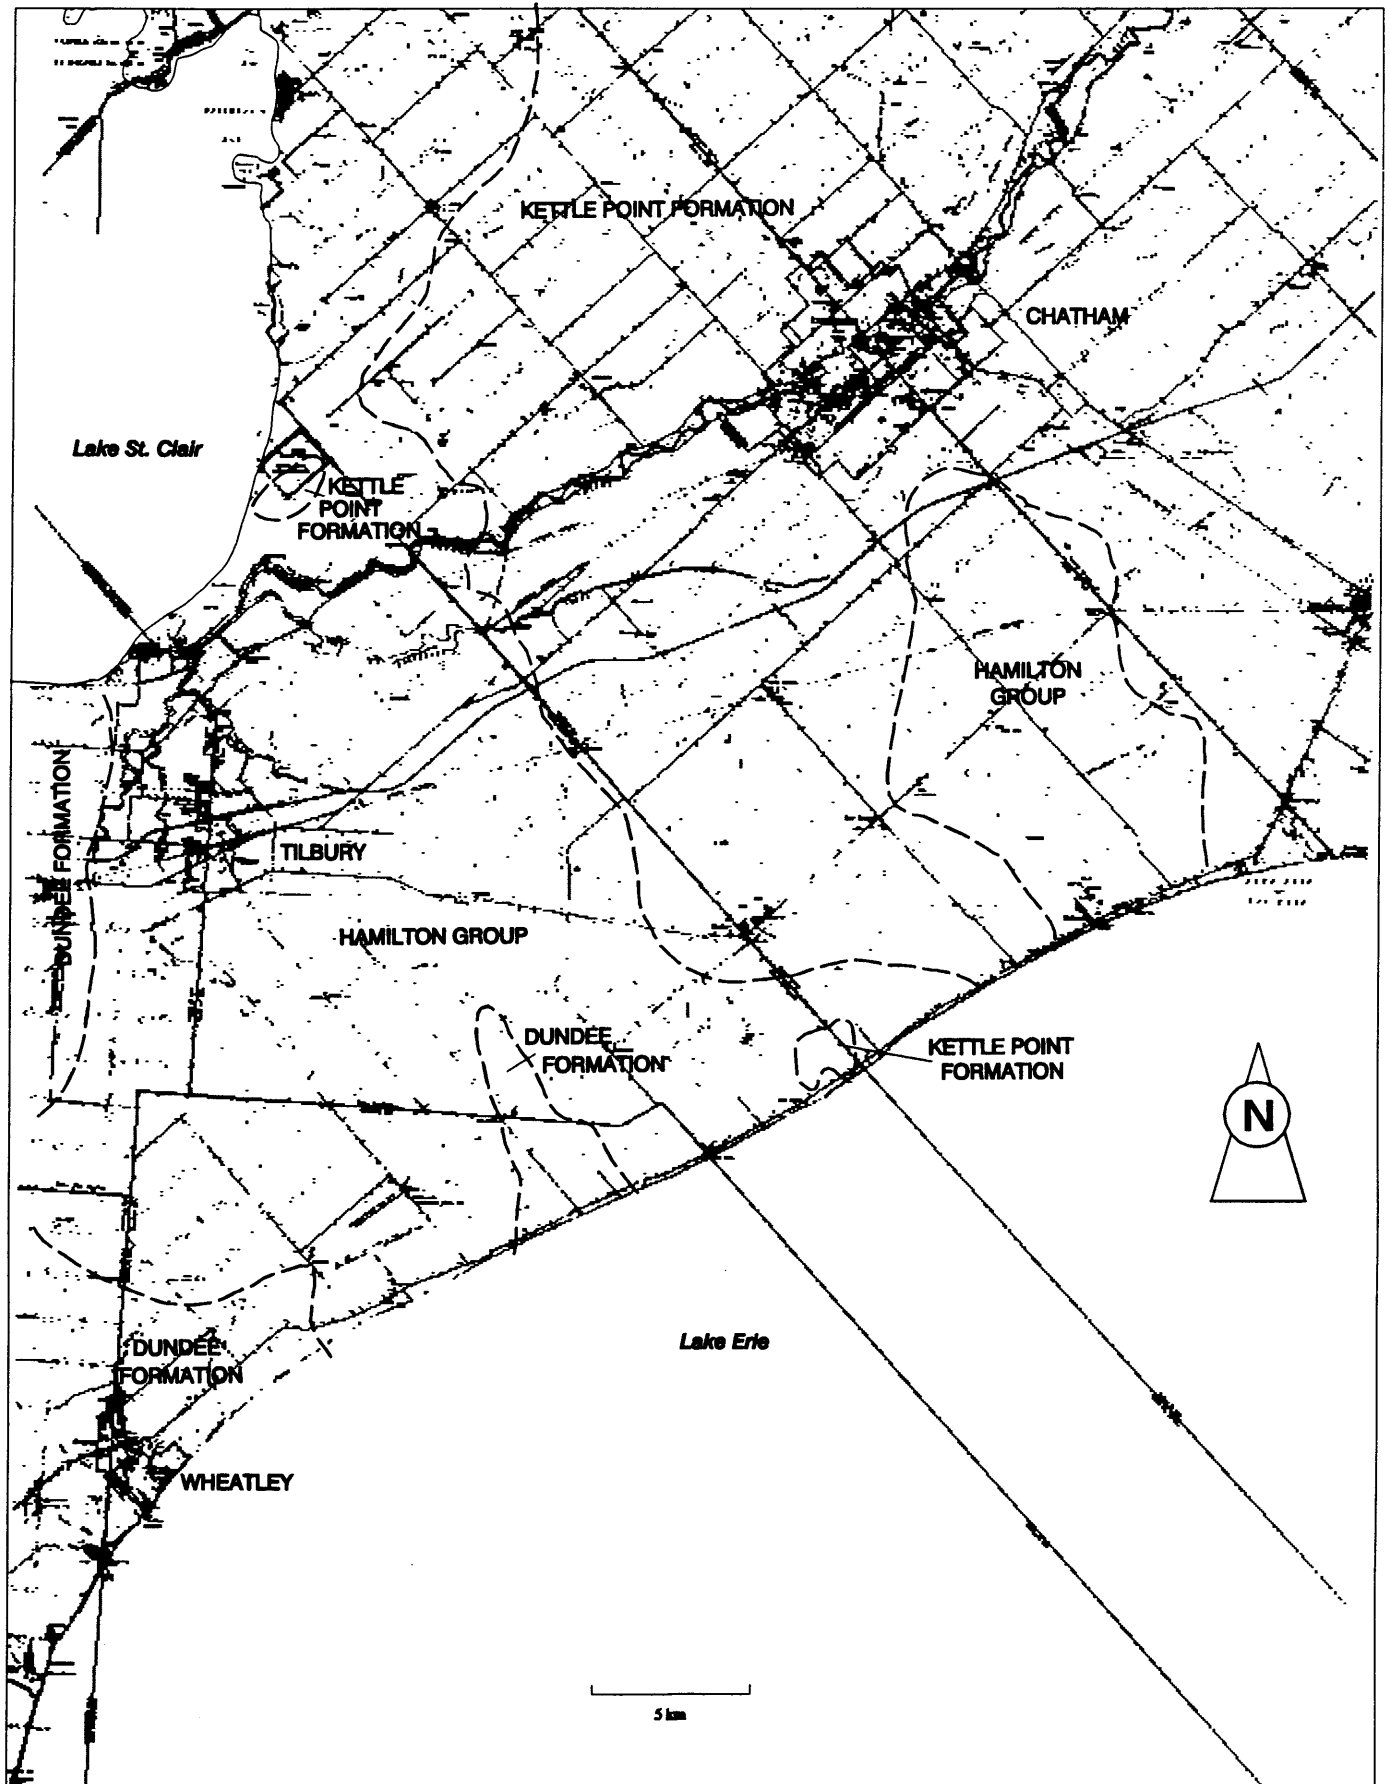 KETTLE POINT FORMATION
CHATHAM
Lake St. Clair
KETTLE
POINT
FORMATION
HAMILTON
GROUP
DUNDEE FORMATION
TILBURY
HAMILTON GROUP
DUNDEE
FORMATION
KETTLE POINT
FORMATION
N
Lake Erie
DUNDEE
FORMATION
WHEATLEY
5 km